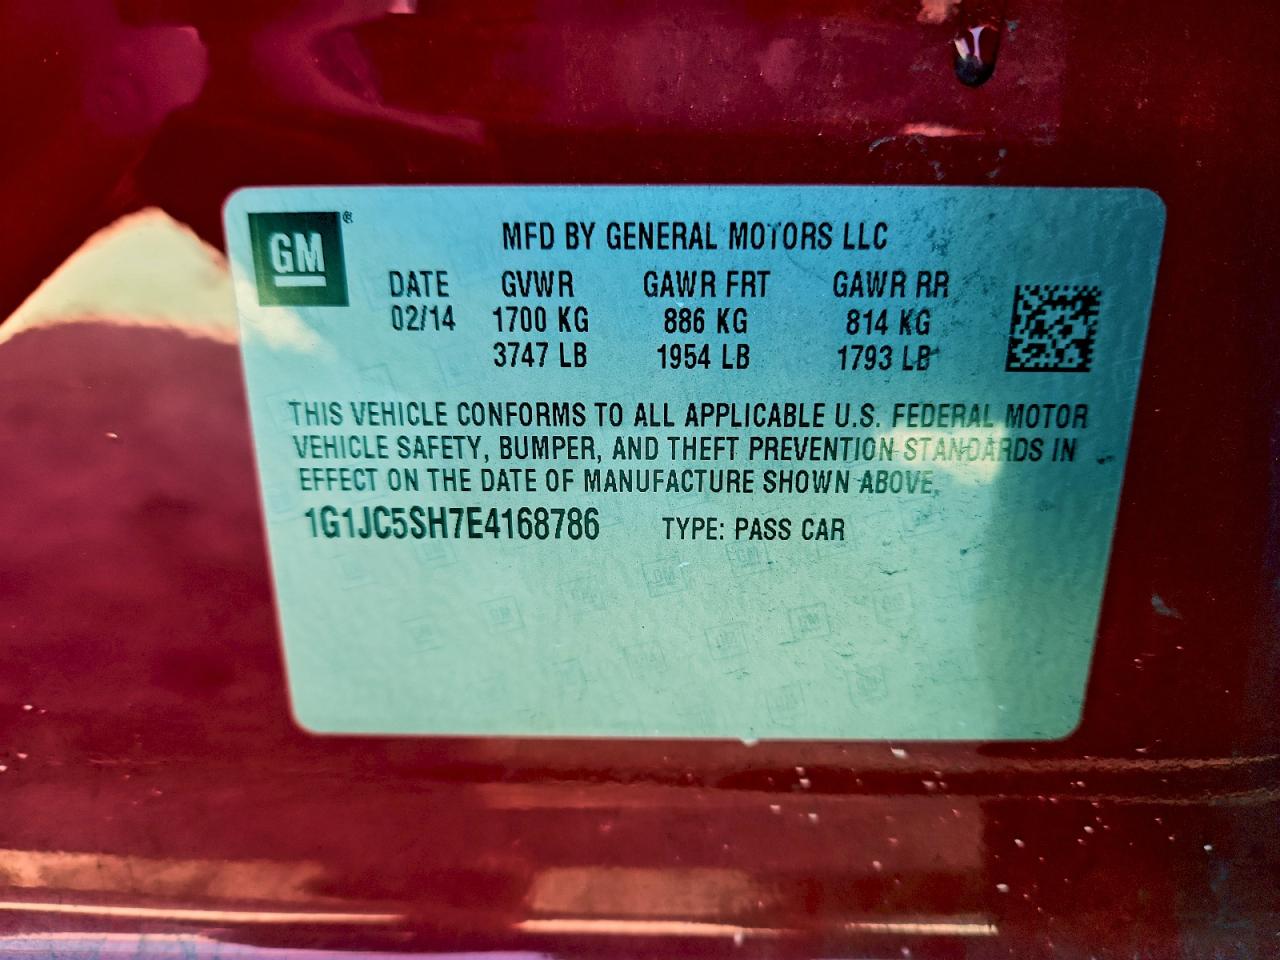 GM ®
MFD BY GENERAL MOTORS LLC
DATE GVWR GAWR FRT GAWR RR
02/14 1700 KG 886 KG 814 KG
3747 LB 1954 LB 1793 LB
THIS VEHICLE CONFORMS TO ALL APPLICABLE U.S. FEDERAL MOTOR
VEHICLE SAFETY, BUMPER, AND THEFT PREVENTION STANDARDS IN
EFFECT ON THE DATE OF MANUFACTURE SHOWN ABOVE.
1G1JC5SH7E4168786 TYPE: PASS CAR